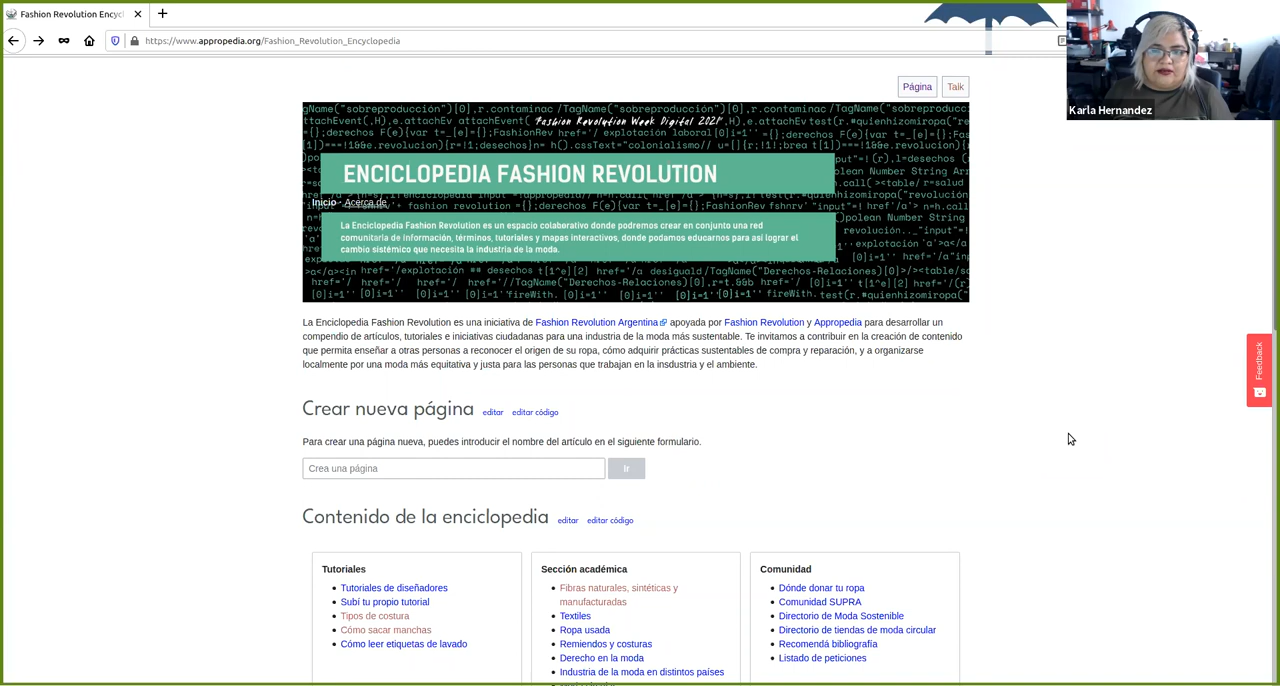 Fashion Revolution Encycl
https://www.appropedia.org/Fashion_Revolution_Encyclopedia
Karla Hernandez
Página
Talk
Fashion Revolution Week Digital 2021
ENCICLOPEDIA FASHION REVOLUTION
Inicio · Acerca de
La Enciclopedia Fashion Revolution es un espacio colaborativo donde podremos crear en conjunto una red
comunitaria de información, términos, tutoriales y mapas interactivos, donde podamos educarnos para así lograr el
cambio sistémico que necesita la industria de la moda.
La Enciclopedia Fashion Revolution es una iniciativa de Fashion Revolution Argentina apoyada por Fashion Revolution y Appropedia para desarrollar un
compendio de artículos, tutoriales e iniciativas ciudadanas para una industria de la moda más sustentable. Te invitamos a contribuir en la creación de contenido
que permita enseñar a otras personas a reconocer el origen de su ropa, cómo adquirir prácticas sustentables de compra y reparación, y a organizarse
localmente por una moda más equitativa y justa para las personas que trabajan en la insdustria y el ambiente.
Feedback
Crear nueva página editar editar código
Para crear una página nueva, puedes introducir el nombre del artículo en el siguiente formulario.
Crea una página
Ir
Contenido de la enciclopedia editar editar código
Tutoriales
Tutoriales de diseñadores
Subí tu propio tutorial
Tipos de costura
Cómo sacar manchas
Cómo leer etiquetas de lavado
Sección académica
Fibras naturales, sintéticas y
manufacturadas
Textiles
Ropa usada
Remiendos y costuras
Derecho en la moda
Industria de la moda en distintos países
Comunidad
Dónde donar tu ropa
Comunidad SUPRA
Directorio de Moda Sostenible
Directorio de tiendas de moda circular
Recomendá bibliografía
Listado de peticiones